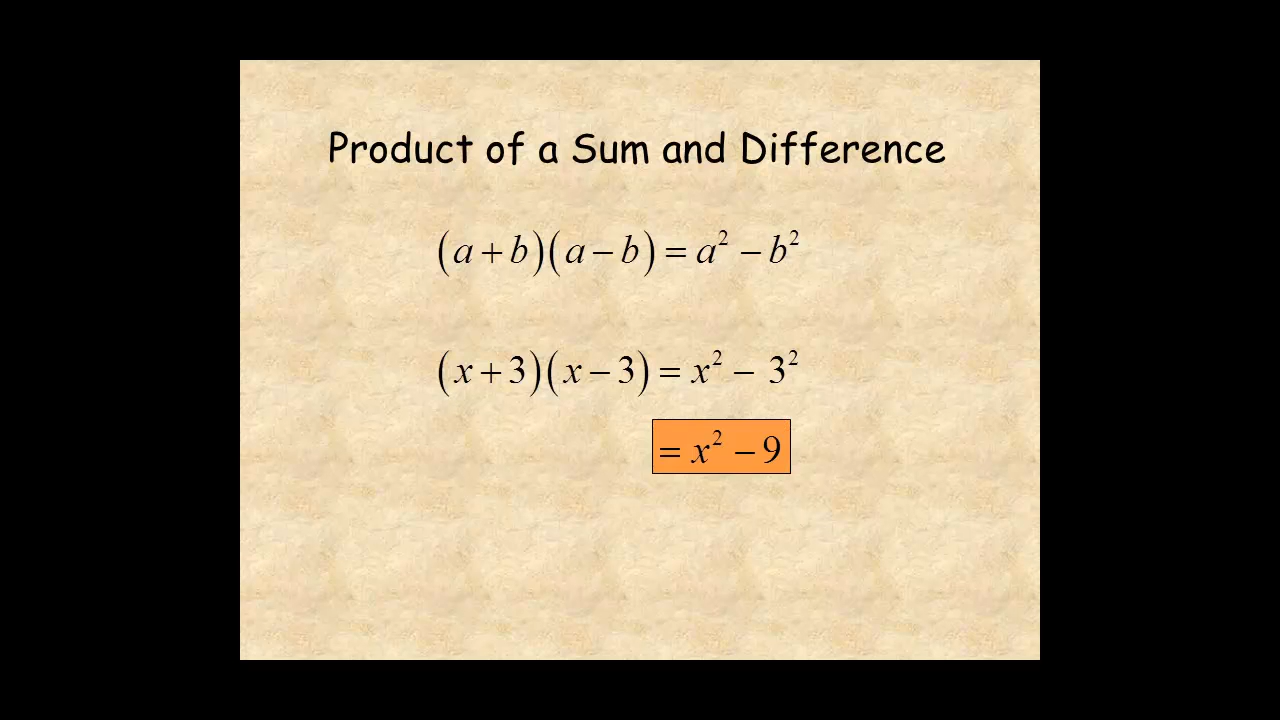 Product of a Sum and Difference
(a + b)(a − b) = a² − b²
(x + 3)(x − 3) = x² − 3²
= x² − 9